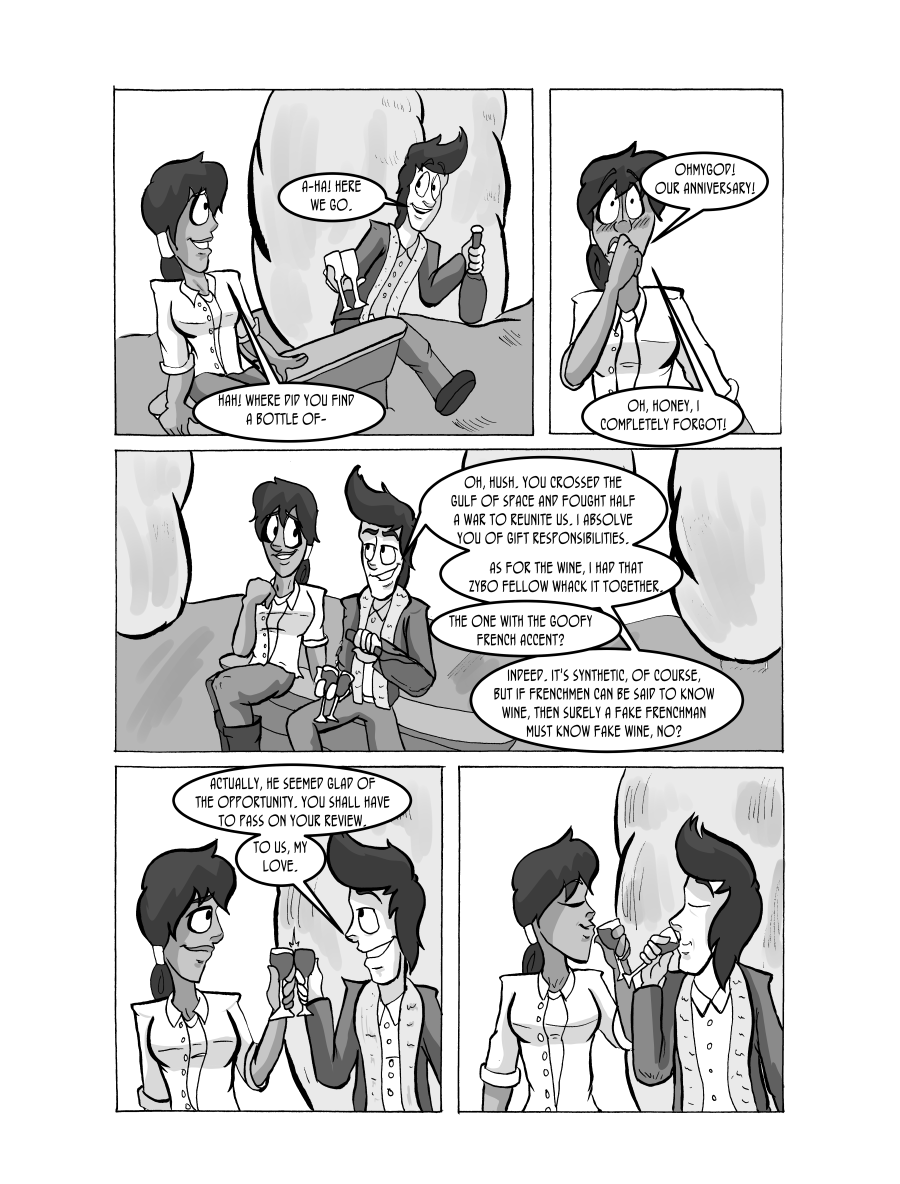 A-HA! HERE
WE GO.
HAH! WHERE DID YOU FIND
A BOTTLE OF-
OHMYGOD!
OUR ANNIVERSARY!
OH, HONEY, I
COMPLETELY FORGOT!
OH, HUSH. YOU CROSSED THE
GULF OF SPACE AND FOUGHT HALF
A WAR TO REUNITE US. I ABSOLVE
YOU OF GIFT RESPONSIBILITIES.
AS FOR THE WINE, I HAD THAT
ZYBO FELLOW WHACK IT TOGETHER.
THE ONE WITH THE GOOFY
FRENCH ACCENT?
INDEED. IT'S SYNTHETIC, OF COURSE,
BUT IF FRENCHMEN CAN BE SAID TO KNOW
WINE, THEN SURELY A FAKE FRENCHMAN
MUST KNOW FAKE WINE, NO?
ACTUALLY, HE SEEMED GLAD OF
THE OPPORTUNITY. YOU SHALL HAVE
TO PASS ON YOUR REVIEW.
TO US, MY
LOVE.